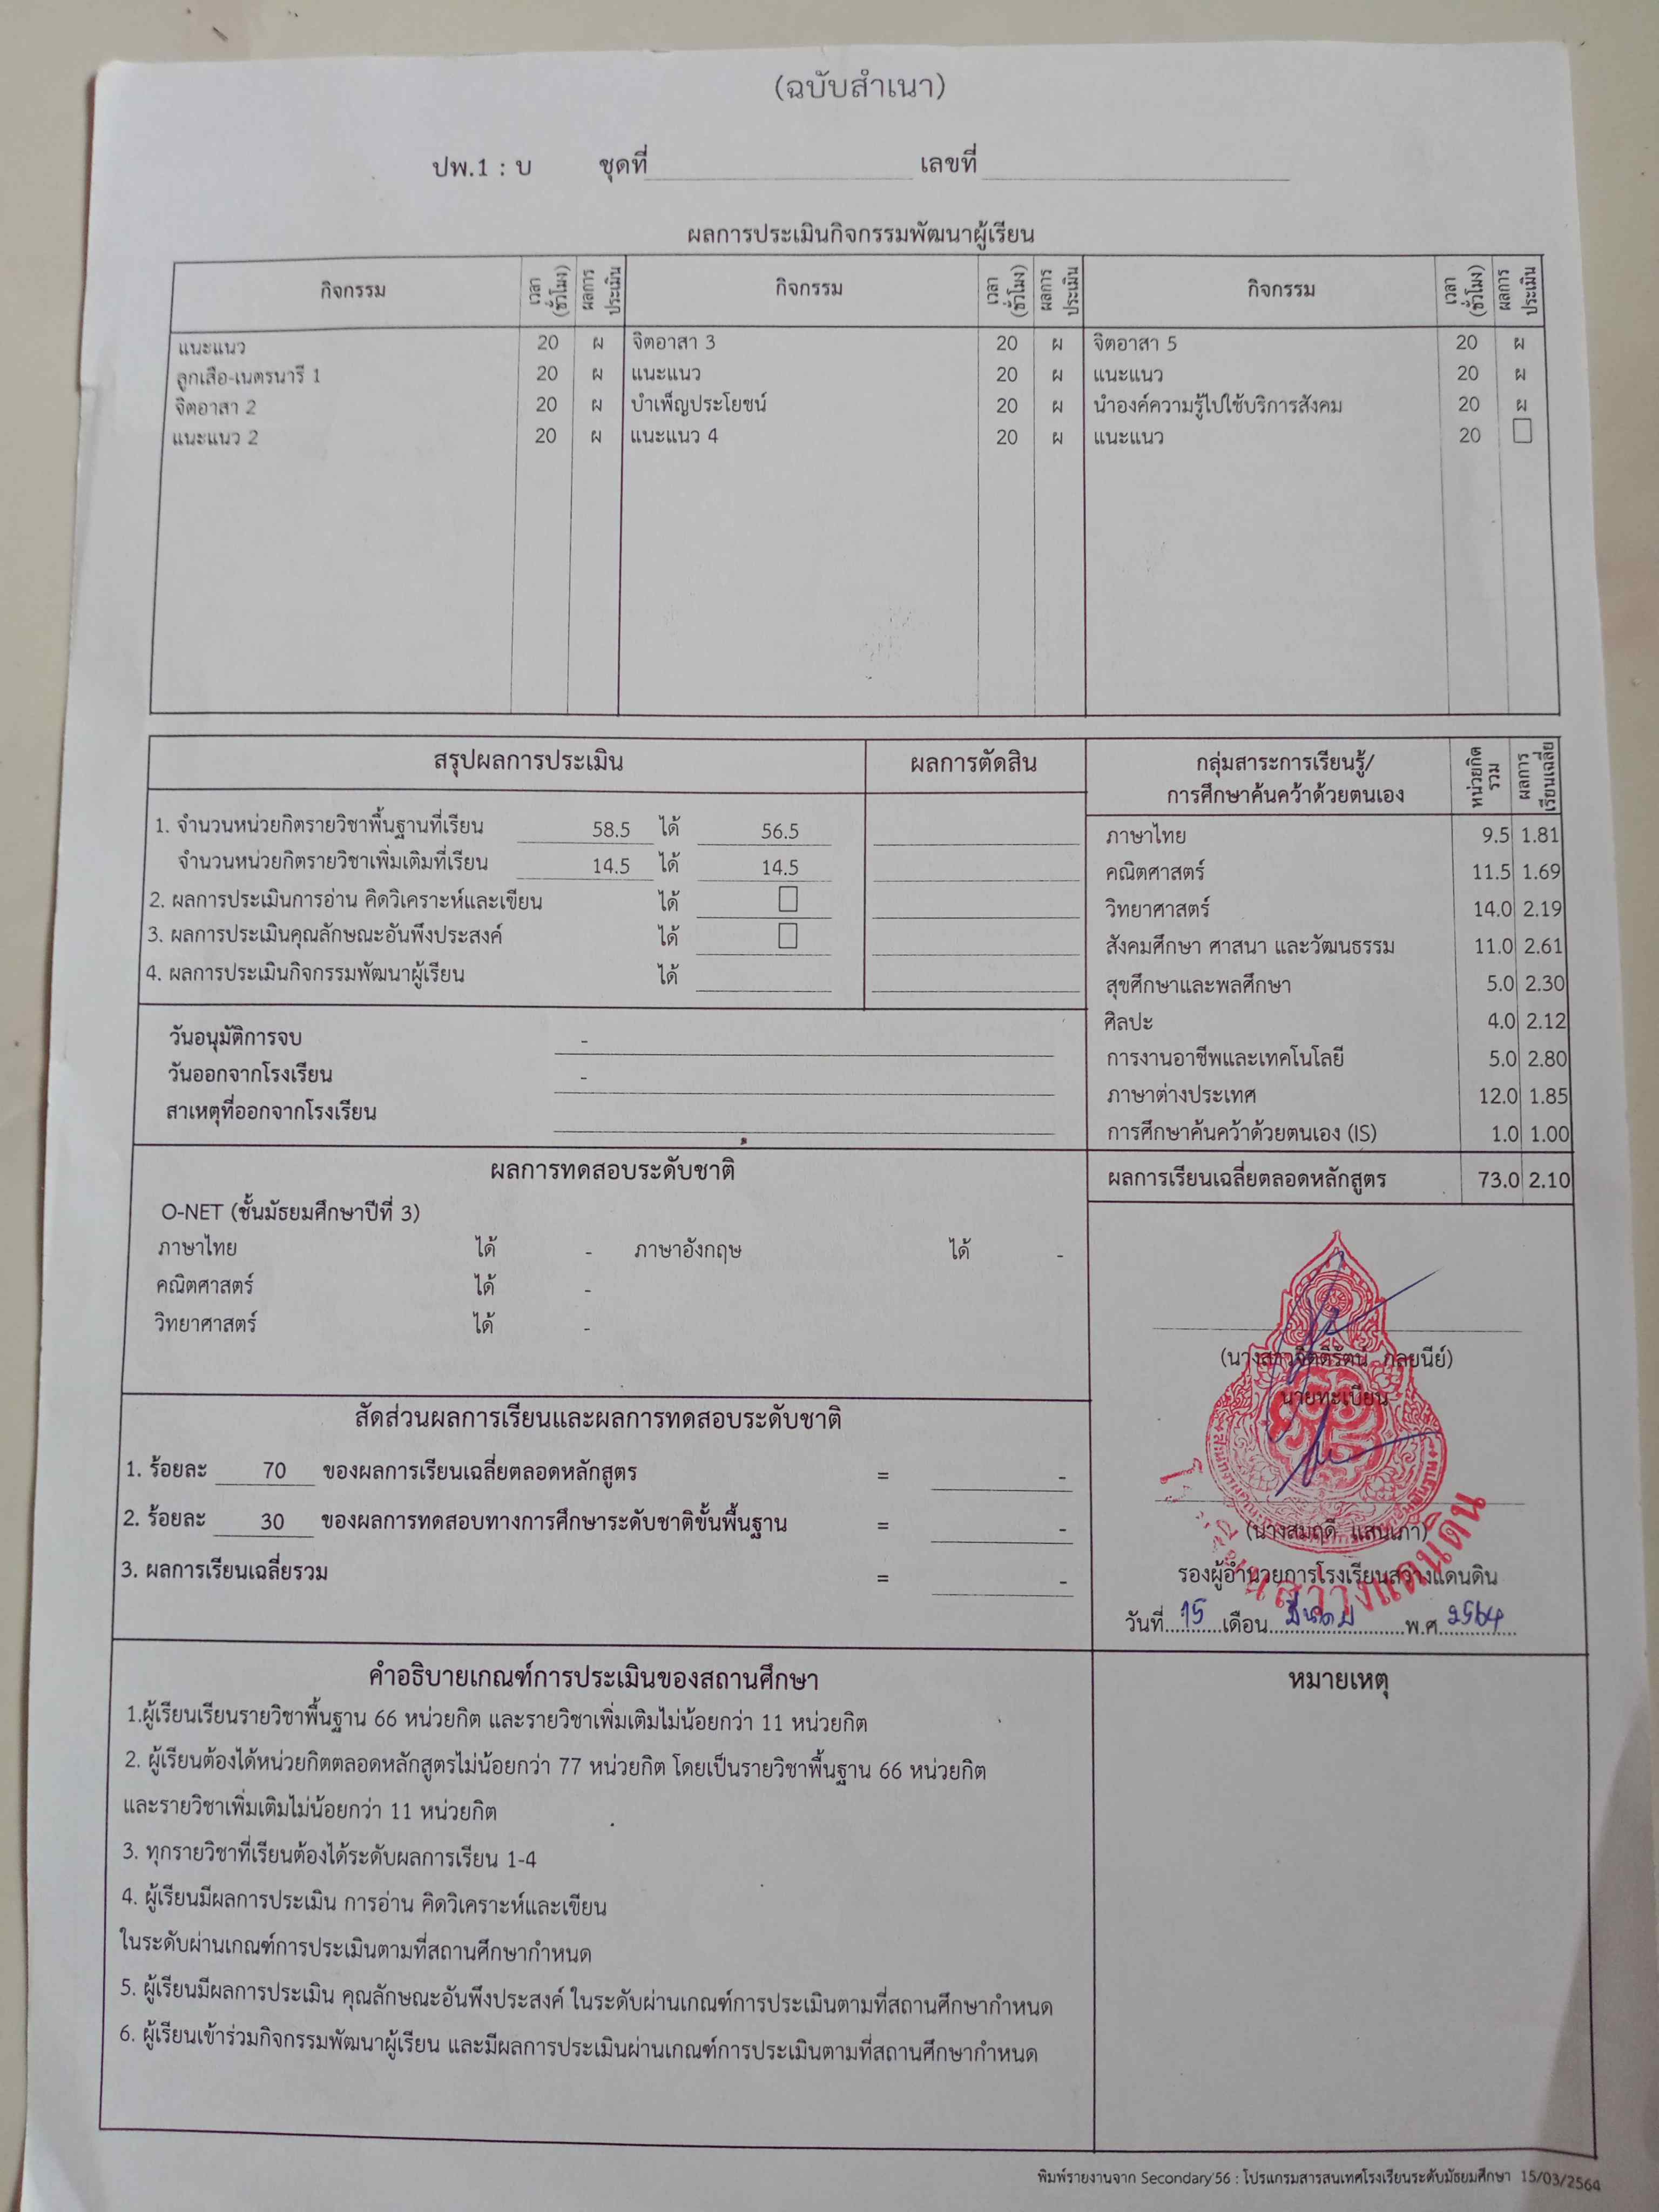 (ฉบับสำเนา)
ปพ.1 : บ ชุดที่ เลขที่
ผลการประเมินกิจกรรมพัฒนาผู้เรียน
กิจกรรม เวลา (ชั่วโมง) ผลการ ประเมิน กิจกรรม เวลา (ชั่วโมง) ผลการ ประเมิน กิจกรรม เวลา (ชั่วโมง) ผลการ ประเมิน
แนะแนว 20 ผ จิตอาสา 3 20 ผ จิตอาสา 5 20 ผ
ลูกเสือ-เนตรนารี 1 20 ผ แนะแนว 20 ผ แนะแนว 20 ผ
จิตอาสา 2 20 ผ บำเพ็ญประโยชน์ 20 ผ นำองค์ความรู้ไปใช้บริการสังคม 20 ผ
แนะแนว 2 20 ผ แนะแนว 4 20 ผ แนะแนว 20
สรุปผลการประเมิน ผลการตัดสิน
1. จำนวนหน่วยกิตรายวิชาพื้นฐานที่เรียน 58.5 ได้ 56.5
จำนวนหน่วยกิตรายวิชาเพิ่มเติมที่เรียน 14.5 ได้ 14.5
2. ผลการประเมินการอ่าน คิดวิเคราะห์และเขียน ได้
3. ผลการประเมินคุณลักษณะอันพึงประสงค์ ได้
4. ผลการประเมินกิจกรรมพัฒนาผู้เรียน ได้
วันอนุมัติการจบ -
วันออกจากโรงเรียน -
สาเหตุที่ออกจากโรงเรียน
กลุ่มสาระการเรียนรู้/ หน่วยกิต รวม ผลการ เรียนเฉลี่ย
การศึกษาค้นคว้าด้วยตนเอง
ภาษาไทย 9.5 1.81
คณิตศาสตร์ 11.5 1.69
วิทยาศาสตร์ 14.0 2.19
สังคมศึกษา ศาสนา และวัฒนธรรม 11.0 2.61
สุขศึกษาและพลศึกษา 5.0 2.30
ศิลปะ 4.0 2.12
การงานอาชีพและเทคโนโลยี 5.0 2.80
ภาษาต่างประเทศ 12.0 1.85
การศึกษาค้นคว้าด้วยตนเอง (IS) 1.0 1.00
ผลการเรียนเฉลี่ยตลอดหลักสูตร 73.0 2.10
ผลการทดสอบระดับชาติ
O-NET (ชั้นมัธยมศึกษาปีที่ 3)
ภาษาไทย ได้ - ภาษาอังกฤษ ได้ -
คณิตศาสตร์ ได้ -
วิทยาศาสตร์ ได้ -
สัดส่วนผลการเรียนและผลการทดสอบระดับชาติ
1. ร้อยละ 70 ของผลการเรียนเฉลี่ยตลอดหลักสูตร = -
2. ร้อยละ 30 ของผลการทดสอบทางการศึกษาระดับชาติขั้นพื้นฐาน = -
3. ผลการเรียนเฉลี่ยรวม = -
(นางสาวจิตติรัตน์ กลยนีย์)
นายทะเบียน
(นางสมฤดี แสนเภา)
รองผู้อำนวยการโรงเรียนสว่างแดนดิน
วันที่ 15 เดือน มีนาคม พ.ศ. 2564
คำอธิบายเกณฑ์การประเมินของสถานศึกษา
1.ผู้เรียนเรียนรายวิชาพื้นฐาน 66 หน่วยกิต และรายวิชาเพิ่มเติมไม่น้อยกว่า 11 หน่วยกิต
2. ผู้เรียนต้องได้หน่วยกิตตลอดหลักสูตรไม่น้อยกว่า 77 หน่วยกิต โดยเป็นรายวิชาพื้นฐาน 66 หน่วยกิต
และรายวิชาเพิ่มเติมไม่น้อยกว่า 11 หน่วยกิต
3. ทุกรายวิชาที่เรียนต้องได้ระดับผลการเรียน 1-4
4. ผู้เรียนมีผลการประเมิน การอ่าน คิดวิเคราะห์และเขียน
ในระดับผ่านเกณฑ์การประเมินตามที่สถานศึกษากำหนด
5. ผู้เรียนมีผลการประเมิน คุณลักษณะอันพึงประสงค์ ในระดับผ่านเกณฑ์การประเมินตามที่สถานศึกษากำหนด
6. ผู้เรียนเข้าร่วมกิจกรรมพัฒนาผู้เรียน และมีผลการประเมินผ่านเกณฑ์การประเมินตามที่สถานศึกษากำหนด
หมายเหตุ
พิมพ์รายงานจาก Secondary'56 : โปรแกรมสารสนเทศโรงเรียนระดับมัธยมศึกษา 15/03/2564